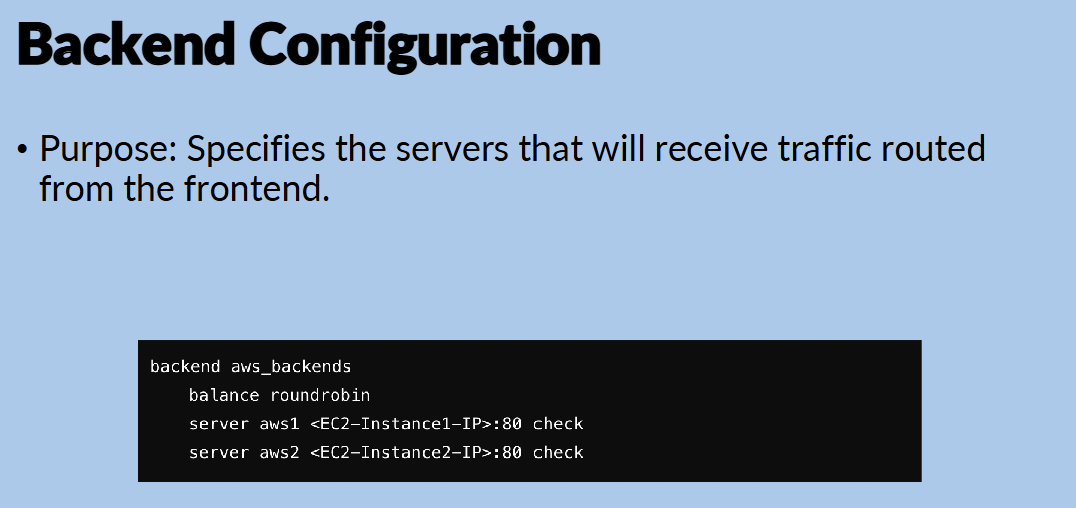 Backend Configuration
• Purpose: Specifies the servers that will receive traffic routed
from the frontend.
backend aws_backends
    balance roundrobin
    server aws1 <EC2-Instance1-IP>:80 check
    server aws2 <EC2-Instance2-IP>:80 check